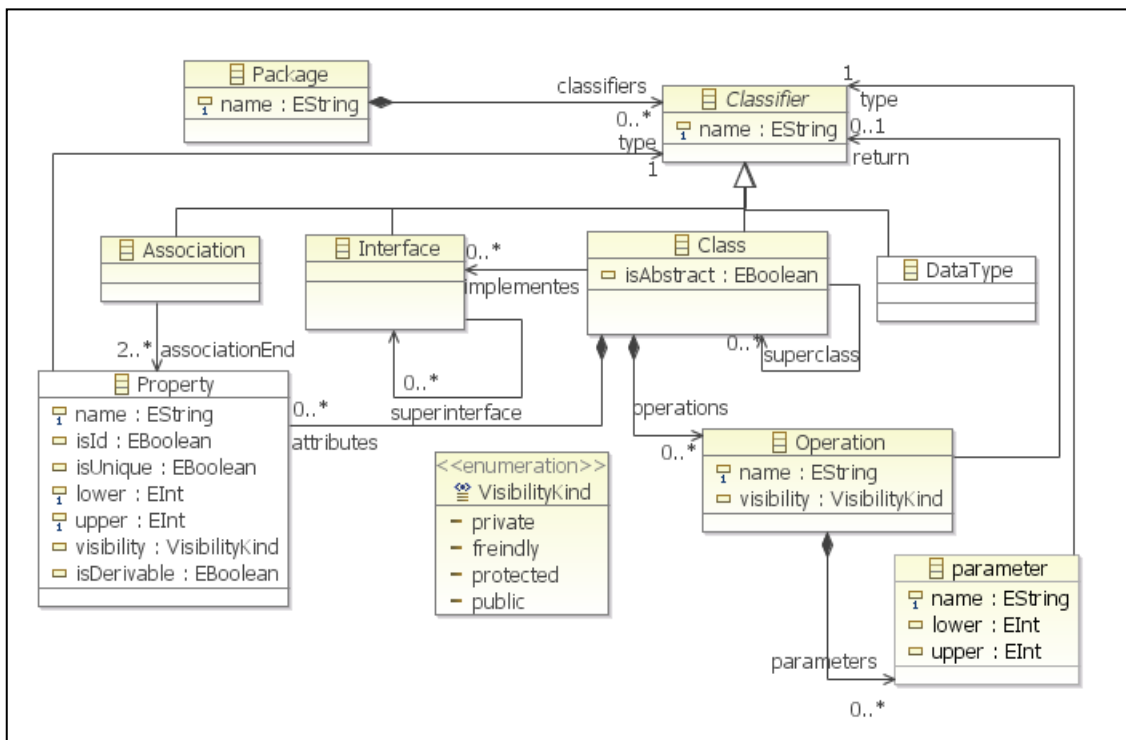 Package
name : EString
classifiers
0..*
Classifier
name : EString
1
type
0..1
return
type
1
Association
Interface
Class
isAbstract : EBoolean
DataType
0..*
implementes
0..*
superclass
2..* associationEnd
0..*
superinterface
Property
name : EString
isId : EBoolean
isUnique : EBoolean
1 lower : EInt
1 upper : EInt
visibility : VisibilityKind
isDerivable : EBoolean
0..*
attributes
<<enumeration>>
VisibilityKind
private
freindly
protected
public
operations
0..*
Operation
name : EString
visibility : VisibilityKind
parameters
0..*
parameter
name : EString
lower : EInt
upper : EInt